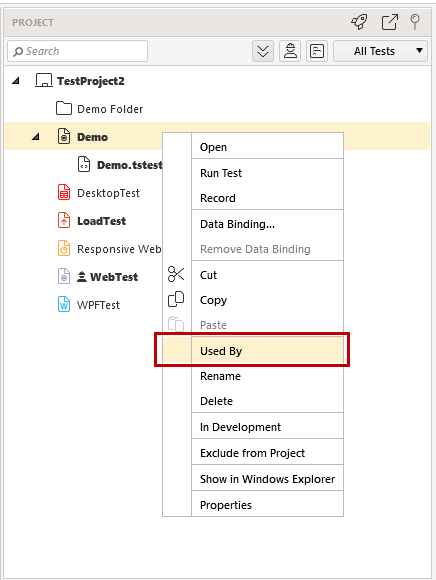 PROJECT
Search
All Tests
TestProject2
Demo Folder
Demo
Demo.tstest
DesktopTest
LoadTest
Responsive Web
WebTest
WPFTest
Open
Run Test
Record
Data Binding...
Remove Data Binding
Cut
Copy
Paste
Used By
Rename
Delete
In Development
Exclude from Project
Show in Windows Explorer
Properties